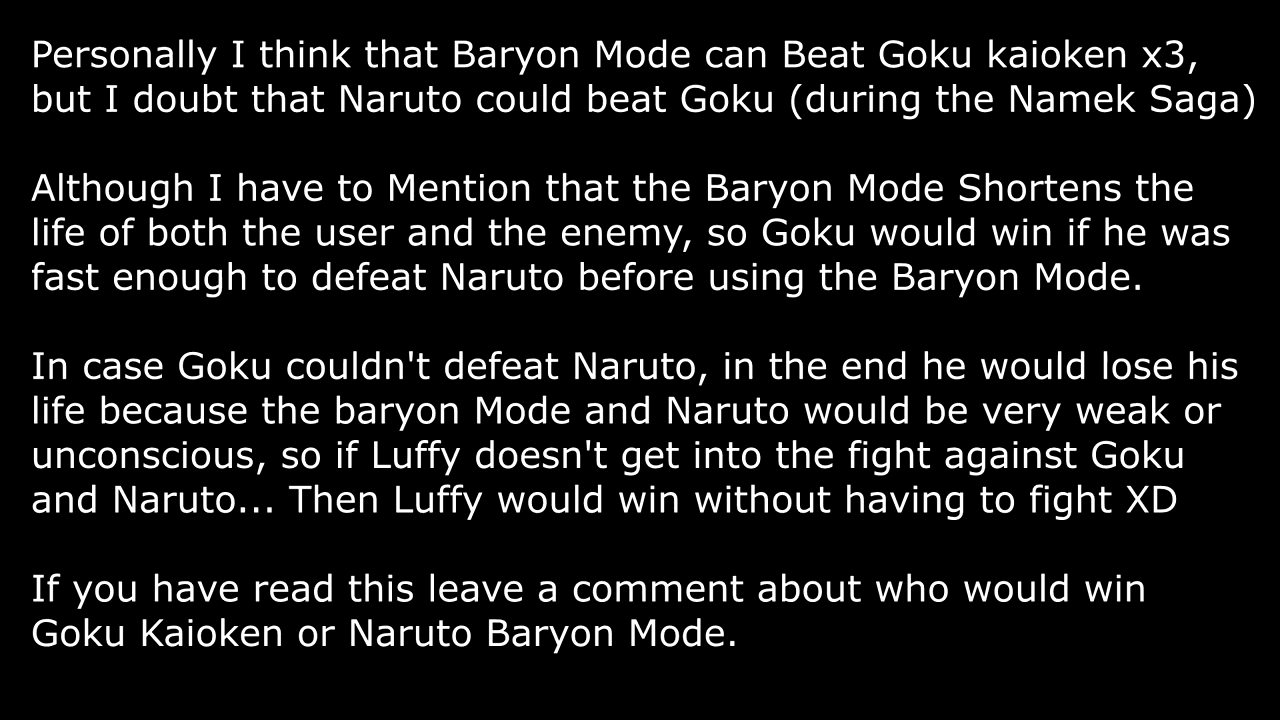 Personally I think that Baryon Mode can Beat Goku kaioken x3,
but I doubt that Naruto could beat Goku (during the Namek Saga)
Although I have to Mention that the Baryon Mode Shortens the
life of both the user and the enemy, so Goku would win if he was
fast enough to defeat Naruto before using the Baryon Mode.
In case Goku couldn't defeat Naruto, in the end he would lose his
life because the baryon Mode and Naruto would be very weak or
unconscious, so if Luffy doesn't get into the fight against Goku
and Naruto... Then Luffy would win without having to fight XD
If you have read this leave a comment about who would win
Goku Kaioken or Naruto Baryon Mode.